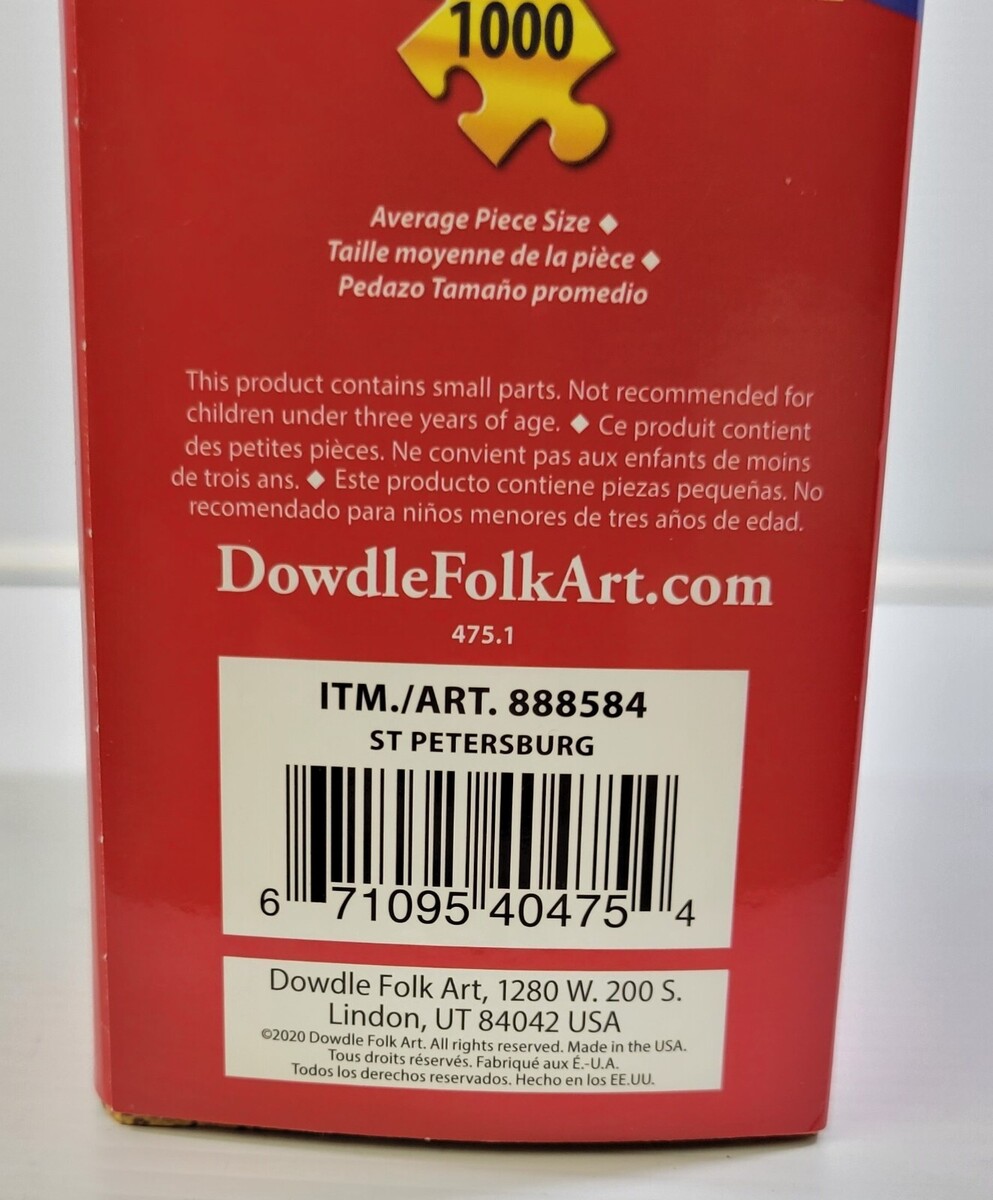 1000
Average Piece Size ◆
Taille moyenne de la pièce ◆
Pedazo Tamaño promedio
This product contains small parts. Not recommended for
children under three years of age. ◆ Ce produit contient
des petites pièces. Ne convient pas aux enfants de moins
de trois ans. ◆ Este producto contiene piezas pequeñas. No
recomendado para niños menores de tres años de edad.
DowdleFolkArt.com
475.1
ITM./ART. 888584
ST PETERSBURG
6 71095 40475 4
Dowdle Folk Art, 1280 W. 200 S.
Lindon, UT 84042 USA
©2020 Dowdle Folk Art. All rights reserved. Made in the USA.
Tous droits réservés. Fabriqué aux É.-U.A.
Todos los derechos reservados. Hecho en los EE.UU.